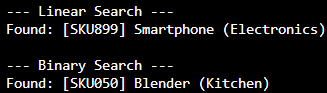 --- Linear Search ---
Found: [SKU899] Smartphone (Electronics)
--- Binary Search ---
Found: [SKU050] Blender (Kitchen)